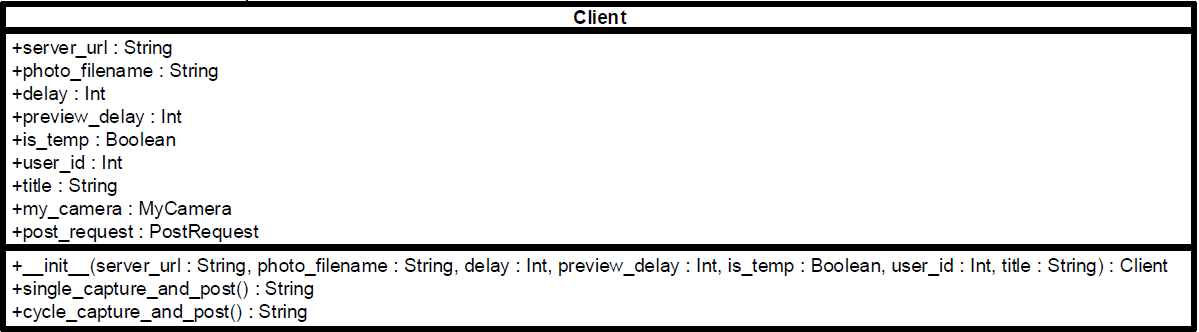 Client
+server_url : String
+photo_filename : String
+delay : Int
+preview_delay : Int
+is_temp : Boolean
+user_id : Int
+title : String
+my_camera : MyCamera
+post_request : PostRequest
+__init__(server_url : String, photo_filename : String, delay : Int, preview_delay : Int, is_temp : Boolean, user_id : Int, title : String) : Client
+single_capture_and_post() : String
+cycle_capture_and_post() : String